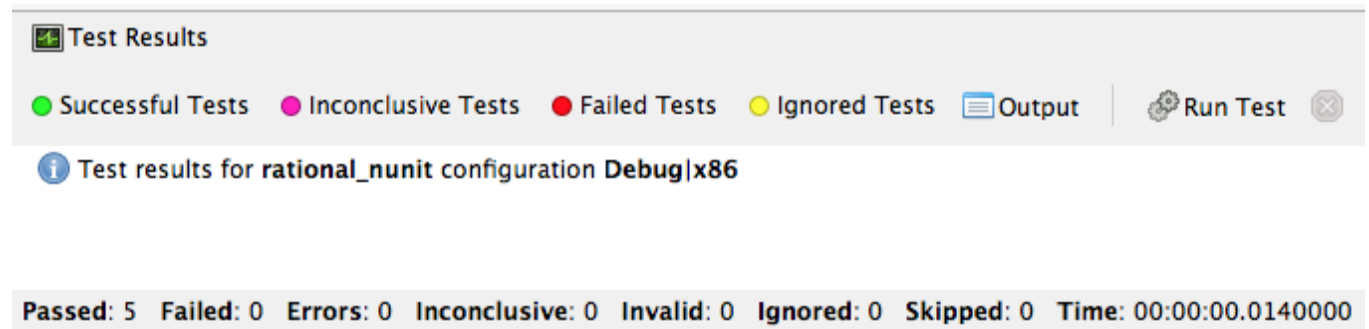 Test Results
Successful Tests Inconclusive Tests Failed Tests Ignored Tests Output Run Test
Test results for rational_nunit configuration Debug|x86
Passed: 5 Failed: 0 Errors: 0 Inconclusive: 0 Invalid: 0 Ignored: 0 Skipped: 0 Time: 00:00:00.0140000